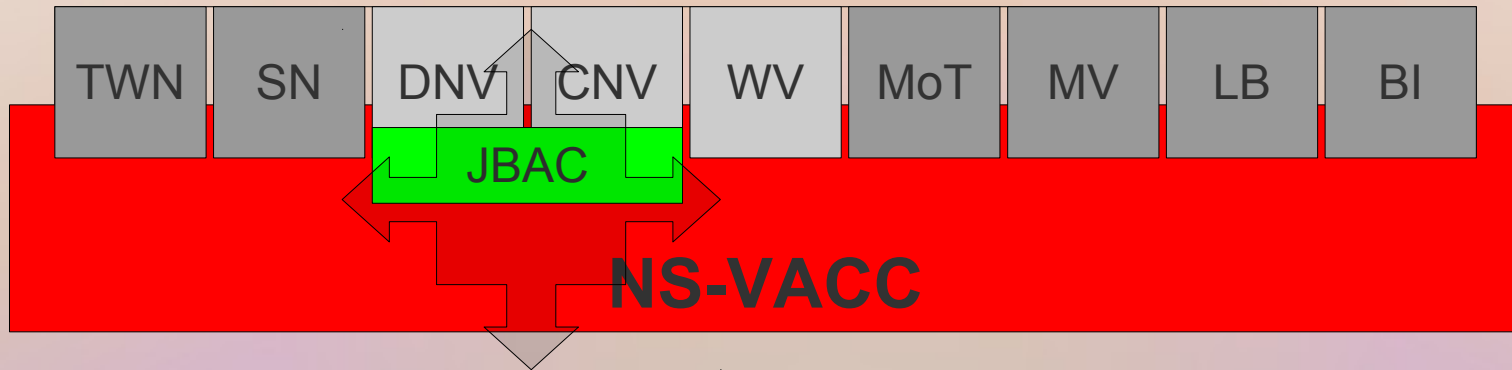 TWN SN DNV CNV WV MoT MV LB BI
JBAC
NS-VACC